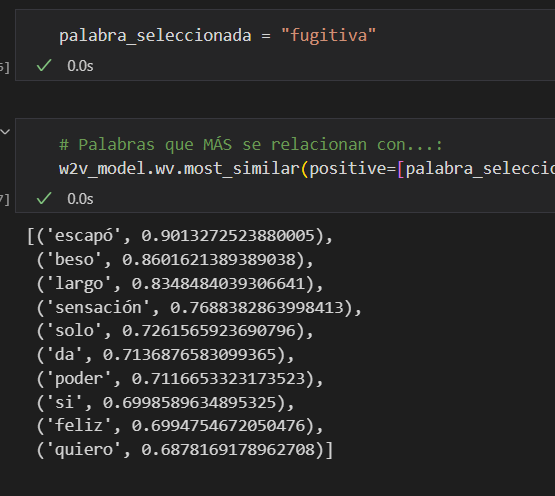 palabra_seleccionada = "fugitiva"
5] ✓ 0.0s
# Palabras que MÁS se relacionan con...:
w2v_model.wv.most_similar(positive=[palabra_seleccio
7] ✓ 0.0s
[('escapó', 0.9013272523880005),
('beso', 0.8601621389389038),
('largo', 0.8348484039306641),
('sensación', 0.7688382863998413),
('solo', 0.7261565923690796),
('da', 0.7136876583099365),
('poder', 0.7116653323173523),
('si', 0.6998589634895325),
('feliz', 0.6994754672050476),
('quiero', 0.6878169178962708)]